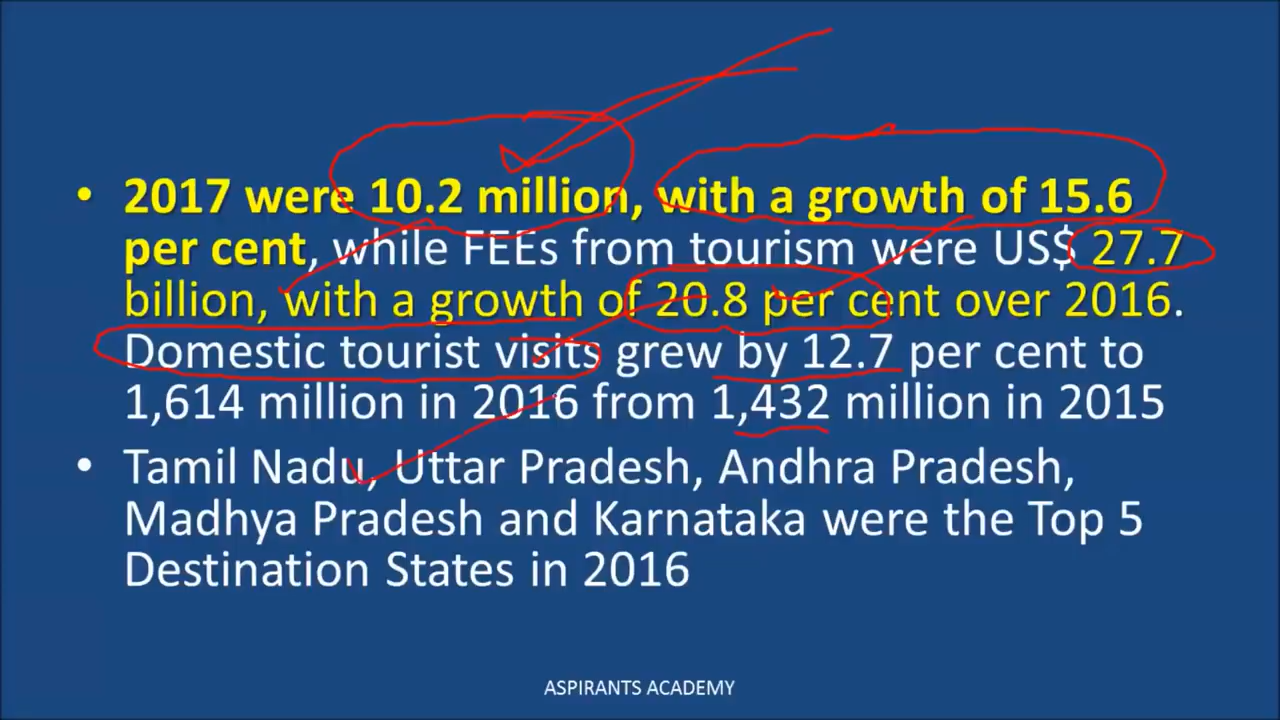 • 2017 were 10.2 million, with a growth of 15.6
per cent, while FEEs from tourism were US$ 27.7
billion, with a growth of 20.8 per cent over 2016.
Domestic tourist visits grew by 12.7 per cent to
1,614 million in 2016 from 1,432 million in 2015
• Tamil Nadu, Uttar Pradesh, Andhra Pradesh,
Madhya Pradesh and Karnataka were the Top 5
Destination States in 2016
ASPIRANTS ACADEMY